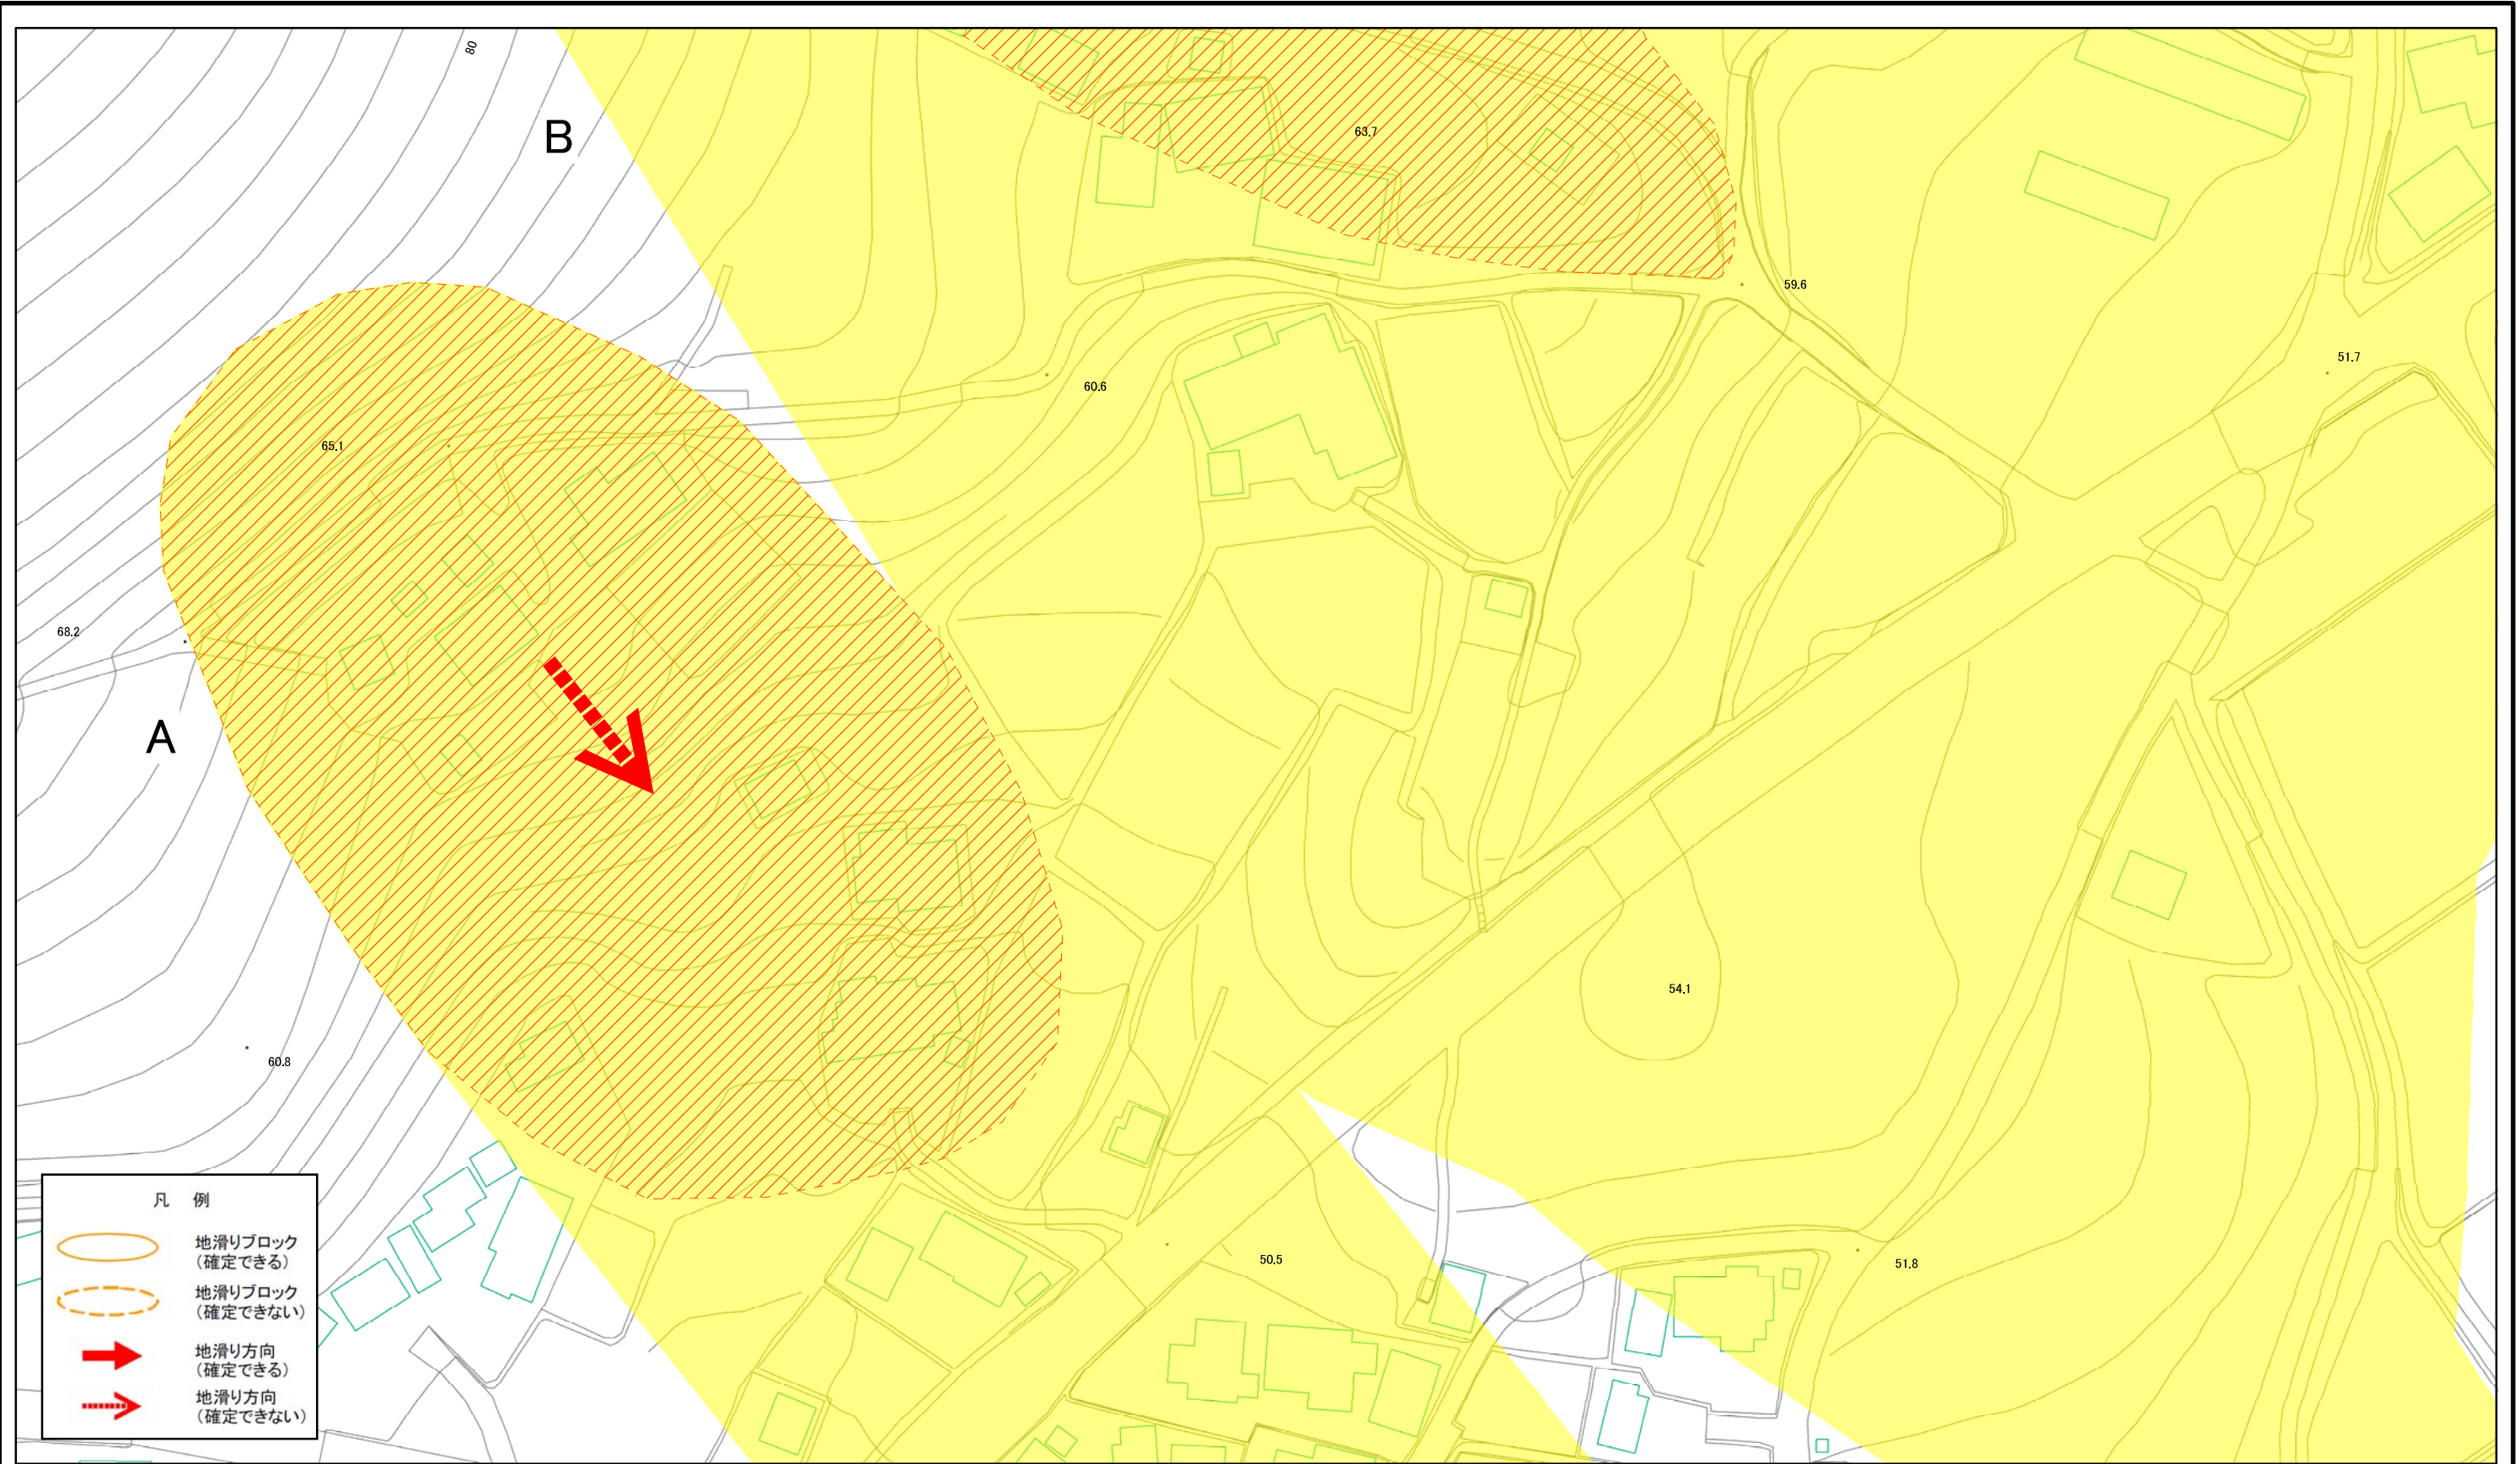 80
B
63.7
59.6
51.7
60.6
65.1
68.2
A
54.1
60.8
50.5
51.8
凡 例
地滑りブロック
(確定できる)
地滑りブロック
(確定できない)
地滑り方向
(確定できる)
地滑り方向
(確定できない)